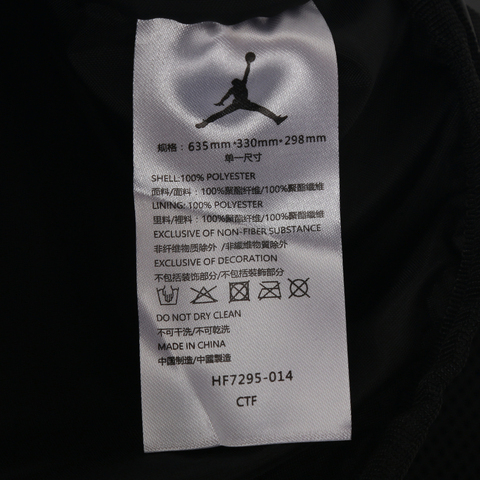 规格：635mm*330mm*298mm
单一尺寸
SHELL:100% POLYESTER
面料/面料：100%聚酯纤维/100%聚酯纖維
LINING: 100% POLYESTER
里料/裡料：100%聚酯纤维/100%聚酯纖維
EXCLUSIVE OF NON-FIBER SUBSTANCE
非纤维物质除外 /非纖維物質除外
EXCLUSIVE OF DECORATION
不包括装饰部分/不包括裝飾部分
DO NOT DRY CLEAN
不可干洗/不可乾洗
MADE IN CHINA
中国制造/中國製造
HF7295-014
CTF